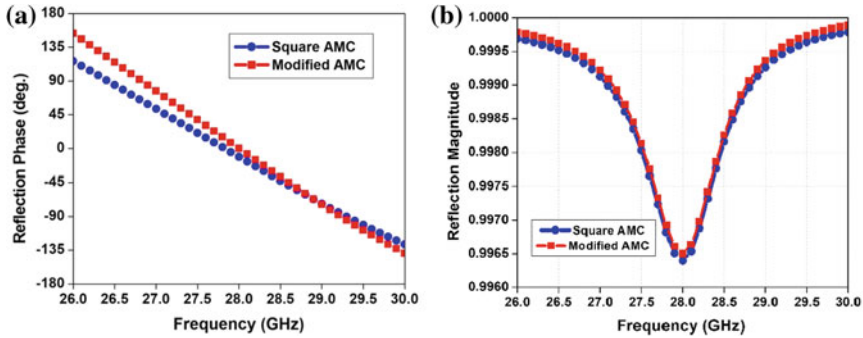 (a)
180
135
90
45
0
-45
-90
-135
-180
Reflection Phase (deg.)
Square AMC
Modified AMC
26.0 26.5 27.0 27.5 28.0 28.5 29.0 29.5 30.0
Frequency (GHz)
(b)
1.0000
0.9995
0.9990
0.9985
0.9980
0.9975
0.9970
0.9965
0.9960
Reflection Magnitude
Square AMC
Modified AMC
26.0 26.5 27.0 27.5 28.0 28.5 29.0 29.5 30.0
Frequency (GHz)